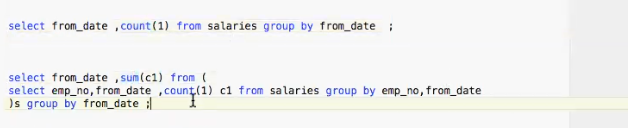 select from_date ,count(1) from salaries group by from_date  ;
select from_date ,sum(c1) from (
select emp_no,from_date ,count(1) c1 from salaries group by emp_no,from_date
)s group by from_date ;